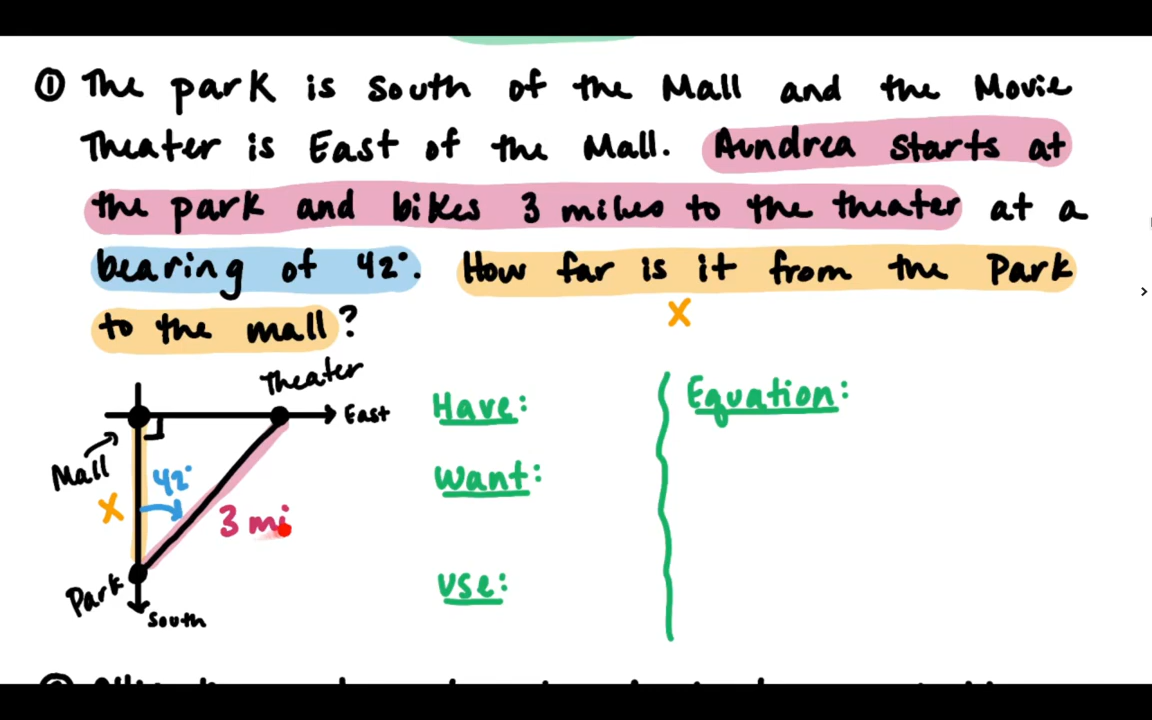 ① The park is South of the Mall and the Movie
Theater is East of the Mall. Aundrea starts at
the park and bikes 3 miles to the theater at a
bearing of 42°. How far is it from the Park
to the mall?
X
Theater
East
Mall
42°
X
3 mi
Park
South
Have:
Want:
Use:
Equation: